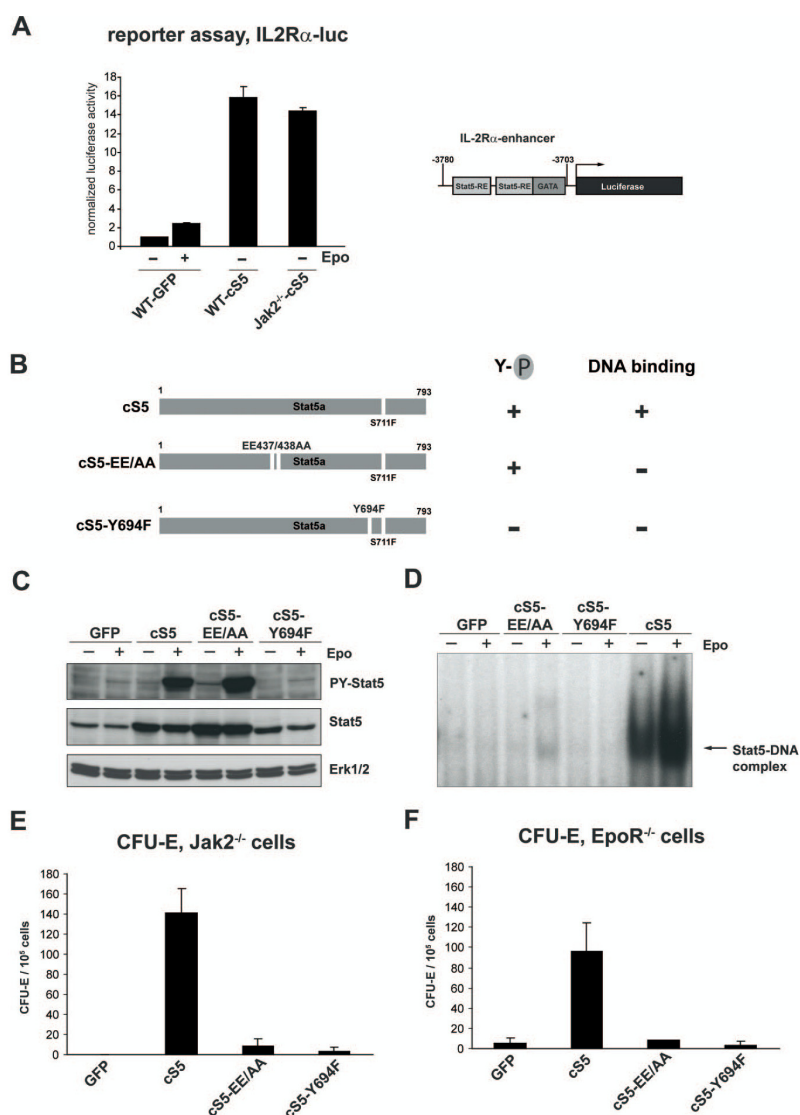 A
reporter assay, IL2Rα-luc
normalized luciferase activity
18
16
14
12
10
8
6
4
2
0
– + – – Epo
WT-GFP
WT-cS5
Jak2-/--cS5
IL-2Rα-enhancer
-3780 -3703
Stat5-RE Stat5-RE GATA Luciferase
B
Y-P DNA binding
1 793
cS5 Stat5a + +
S711F
EE437/438AA
1 793
cS5-EE/AA Stat5a + –
S711F
Y694F
1 793
cS5-Y694F Stat5a – –
S711F
C
GFP cS5 cS5-EE/AA cS5-Y694F
– + – + – + – + Epo
PY-Stat5
Stat5
Erk1/2
D
GFP cS5-EE/AA cS5-Y694F cS5
– + – + – + – + Epo
Stat5-DNA
complex
E
CFU-E, Jak2-/- cells
CFU-E / 10⁵ cells
180
160
140
120
100
80
60
40
20
0
GFP
cS5
cS5-EE/AA
cS5-Y694F
F
CFU-E, EpoR-/- cells
CFU-E / 10⁵ cells
180
160
140
120
100
80
60
40
20
0
GFP
cS5
cS5-EE/AA
cS5-Y694F